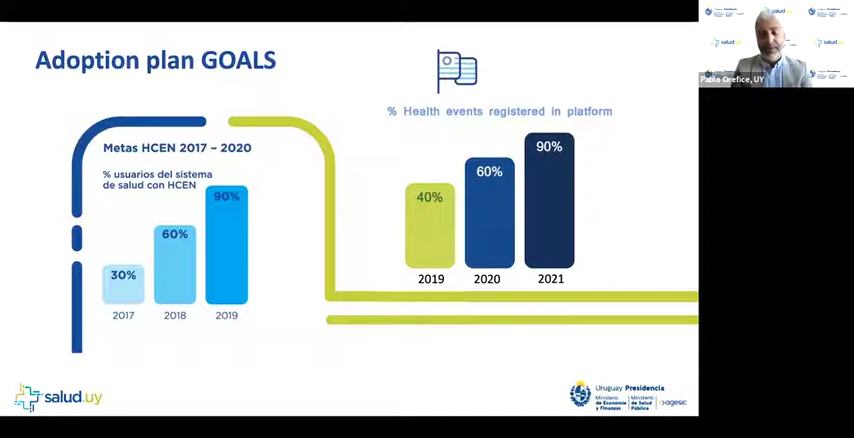 Adoption plan GOALS
Metas HCEN 2017 – 2020
% usuarios del sistema
de salud con HCEN
90%
60%
30%
2017
2018
2019
% Health events registered in platform
90%
60%
40%
2019
2020
2021
salud.uy
Uruguay Presidencia
Ministerio
de Economía
y Finanzas
Ministerio
de Salud
Pública
agesic
salud.uy
Pablo Orefice, UY